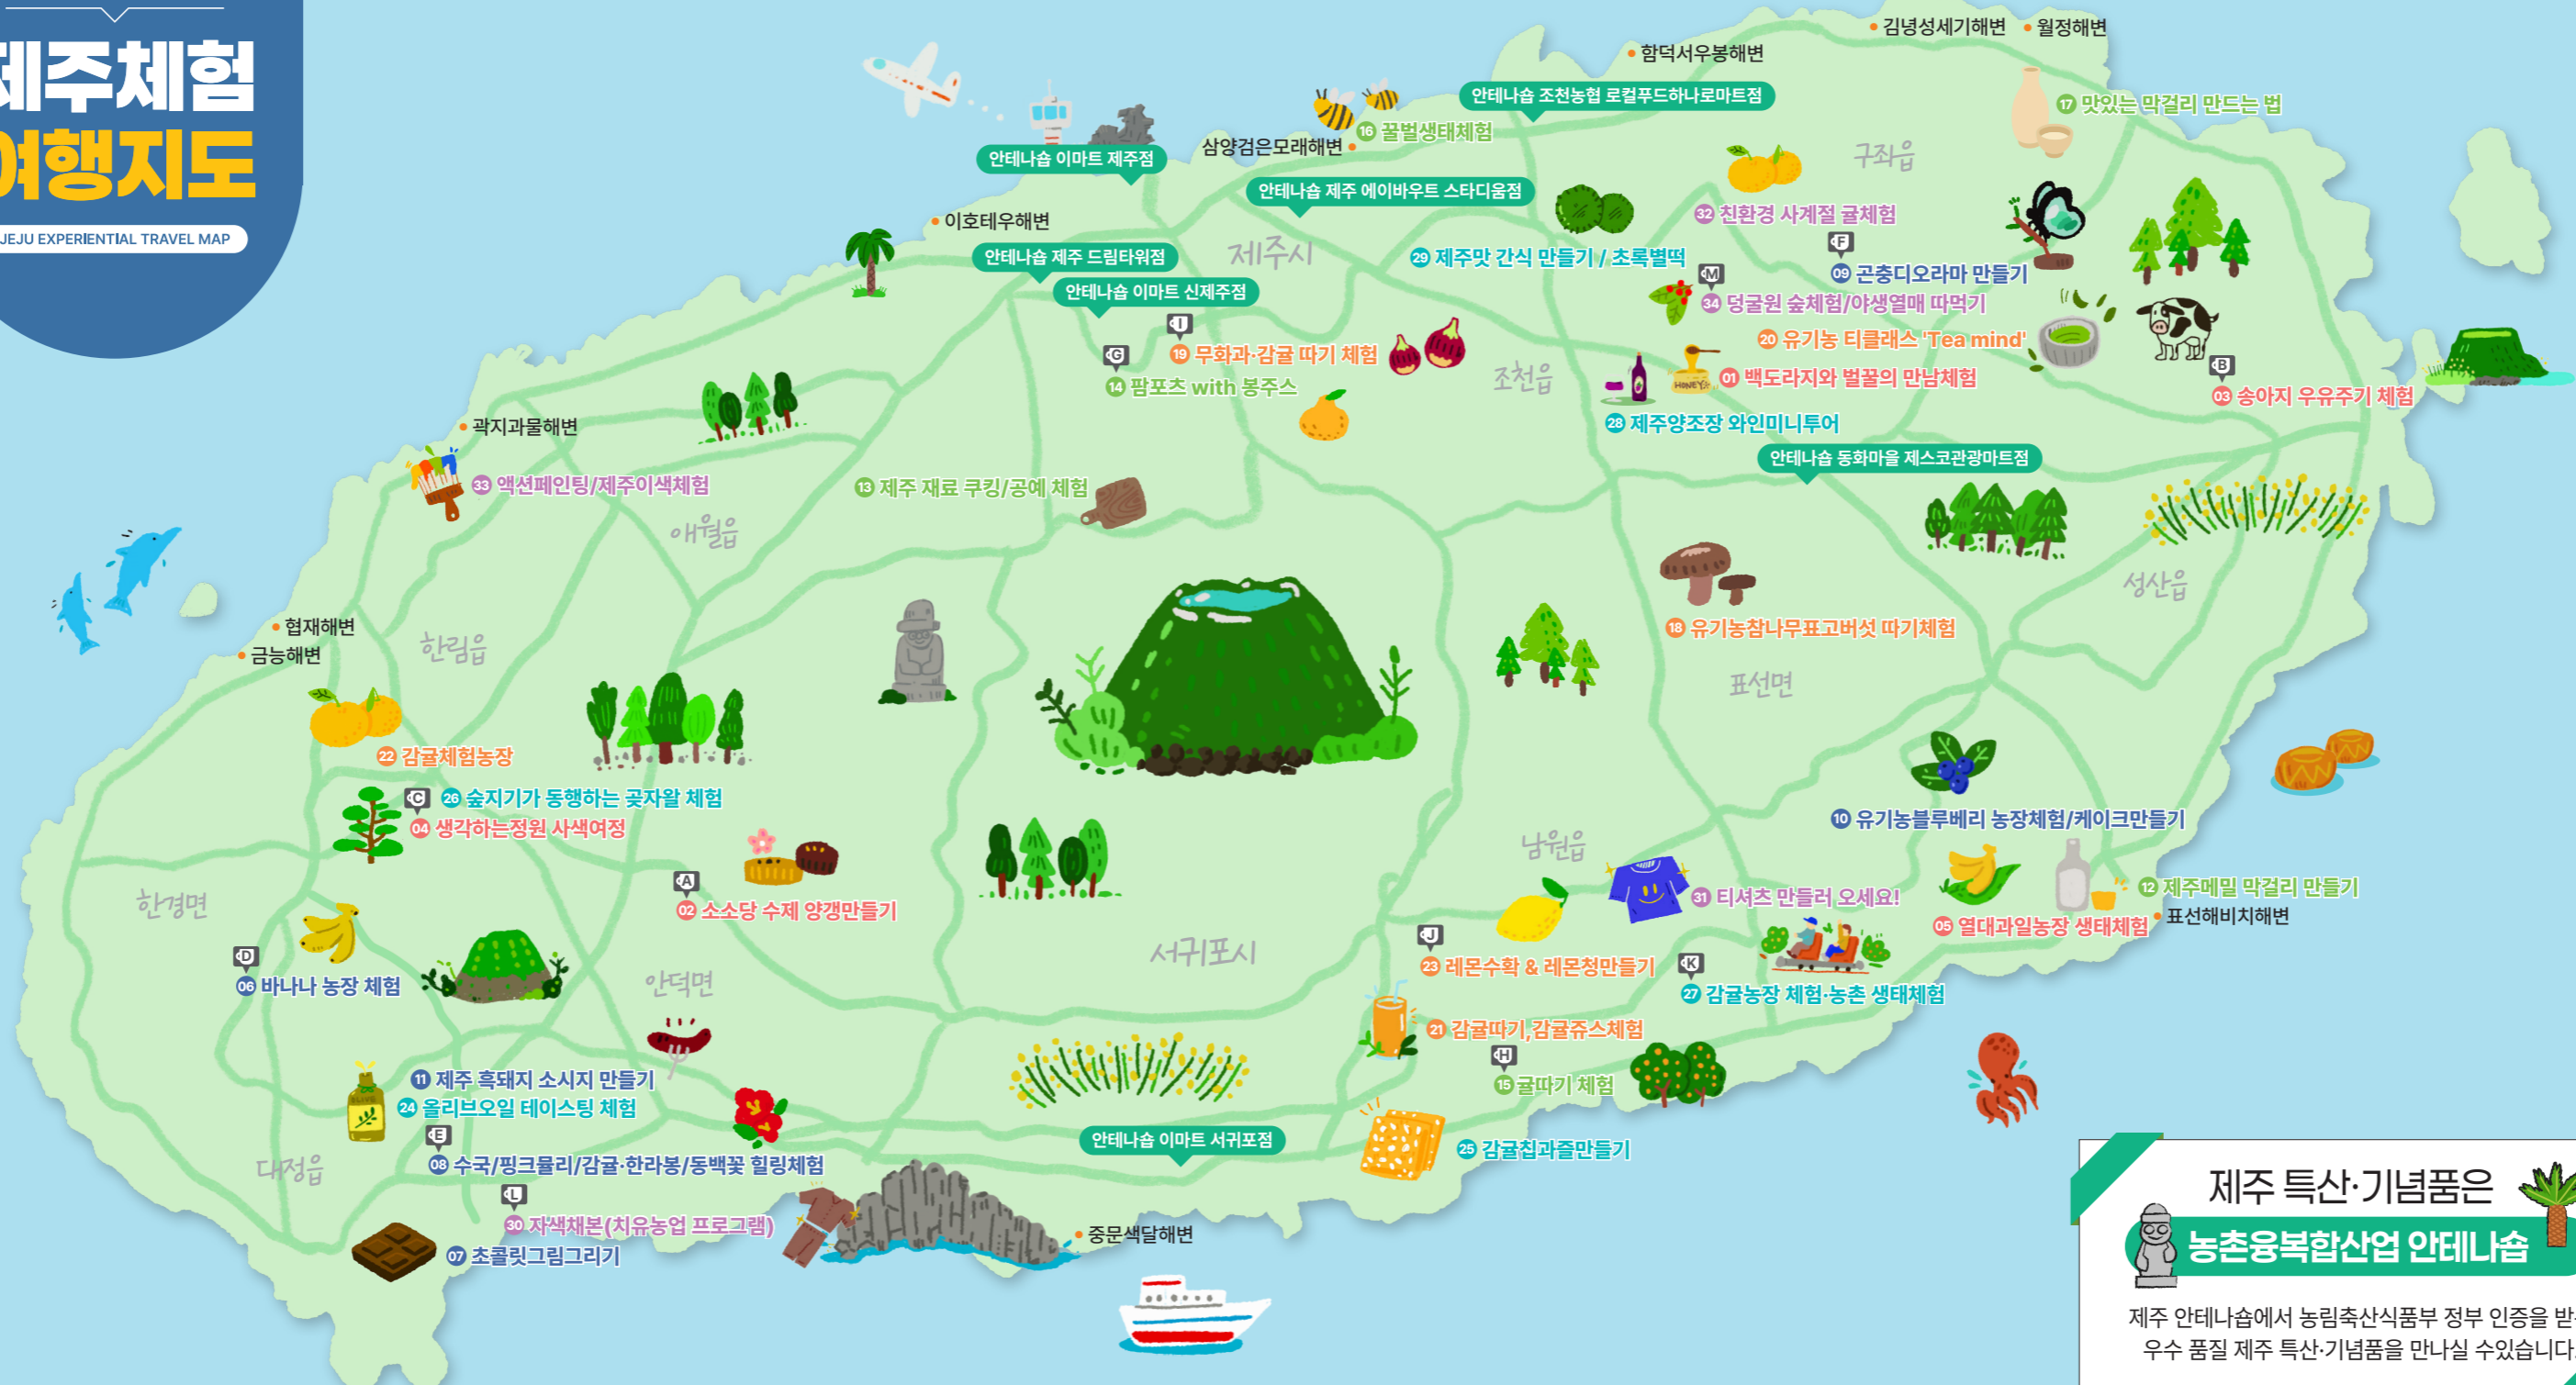 제주체험
여행지도
JEJU EXPERIENTIAL TRAVEL MAP
김녕성세기해변
월정해변
함덕서우봉해변
안테나숍 조천농협 로컬푸드하나로마트점
17 맛있는 막걸리 만드는 법
16 꿀벌생태체험
삼양검은모래해변
안테나숍 이마트 제주점
구좌읍
안테나숍 제주 에이바우트 스타디움점
32 친환경 사계절 귤체험
이호테우해변
제주시
안테나숍 제주 드림타워점
29 제주맛 간식 만들기 / 초록별떡
F
09 곤충디오라마 만들기
안테나숍 이마트 신제주점
M
34 덩굴원 숲체험/야생열매 따먹기
I
19 무화과·감귤 따기 체험
20 유기농 티클래스 'Tea mind'
G
14 팜포츠 with 봉주스
조천읍
HONEY
01 백도라지와 벌꿀의 만남체험
B
03 송아지 우유주기 체험
28 제주양조장 와인미니투어
곽지과물해변
안테나숍 동화마을 제스코관광마트점
33 액션페인팅/제주이색체험
13 제주 재료 쿠킹/공예 체험
애월읍
성산읍
협재해변
금능해변
한림읍
18 유기농참나무표고버섯 따기체험
표선면
22 감귤체험농장
C
26 숲지기가 동행하는 곶자왈 체험
04 생각하는정원 사색여정
10 유기농블루베리 농장체험/케이크만들기
남원읍
한경면
A
02 소소당 수제 양갱만들기
31 티셔츠 만들러 오세요!
12 제주메밀 막걸리 만들기
표선해비치해변
05 열대과일농장 생태체험
D
06 바나나 농장 체험
안덕면
서귀포시
J
23 레몬수확 & 레몬청만들기
K
27 감귤농장 체험·농촌 생태체험
21 감귤따기,감귤쥬스체험
H
15 귤따기 체험
11 제주 흑돼지 소시지 만들기
OLIVE
24 올리브오일 테이스팅 체험
E
08 수국/핑크뮬리/감귤·한라봉/동백꽃 힐링체험
대정읍
안테나숍 이마트 서귀포점
25 감귤칩과즐만들기
L
30 자색채본(치유농업 프로그램)
07 초콜릿그림그리기
중문색달해변
제주 특산·기념품은
농촌융복합산업 안테나숍
제주 안테나숍에서 농림축산식품부 정부 인증을 받
우수 품질 제주 특산·기념품을 만나실 수있습니다.